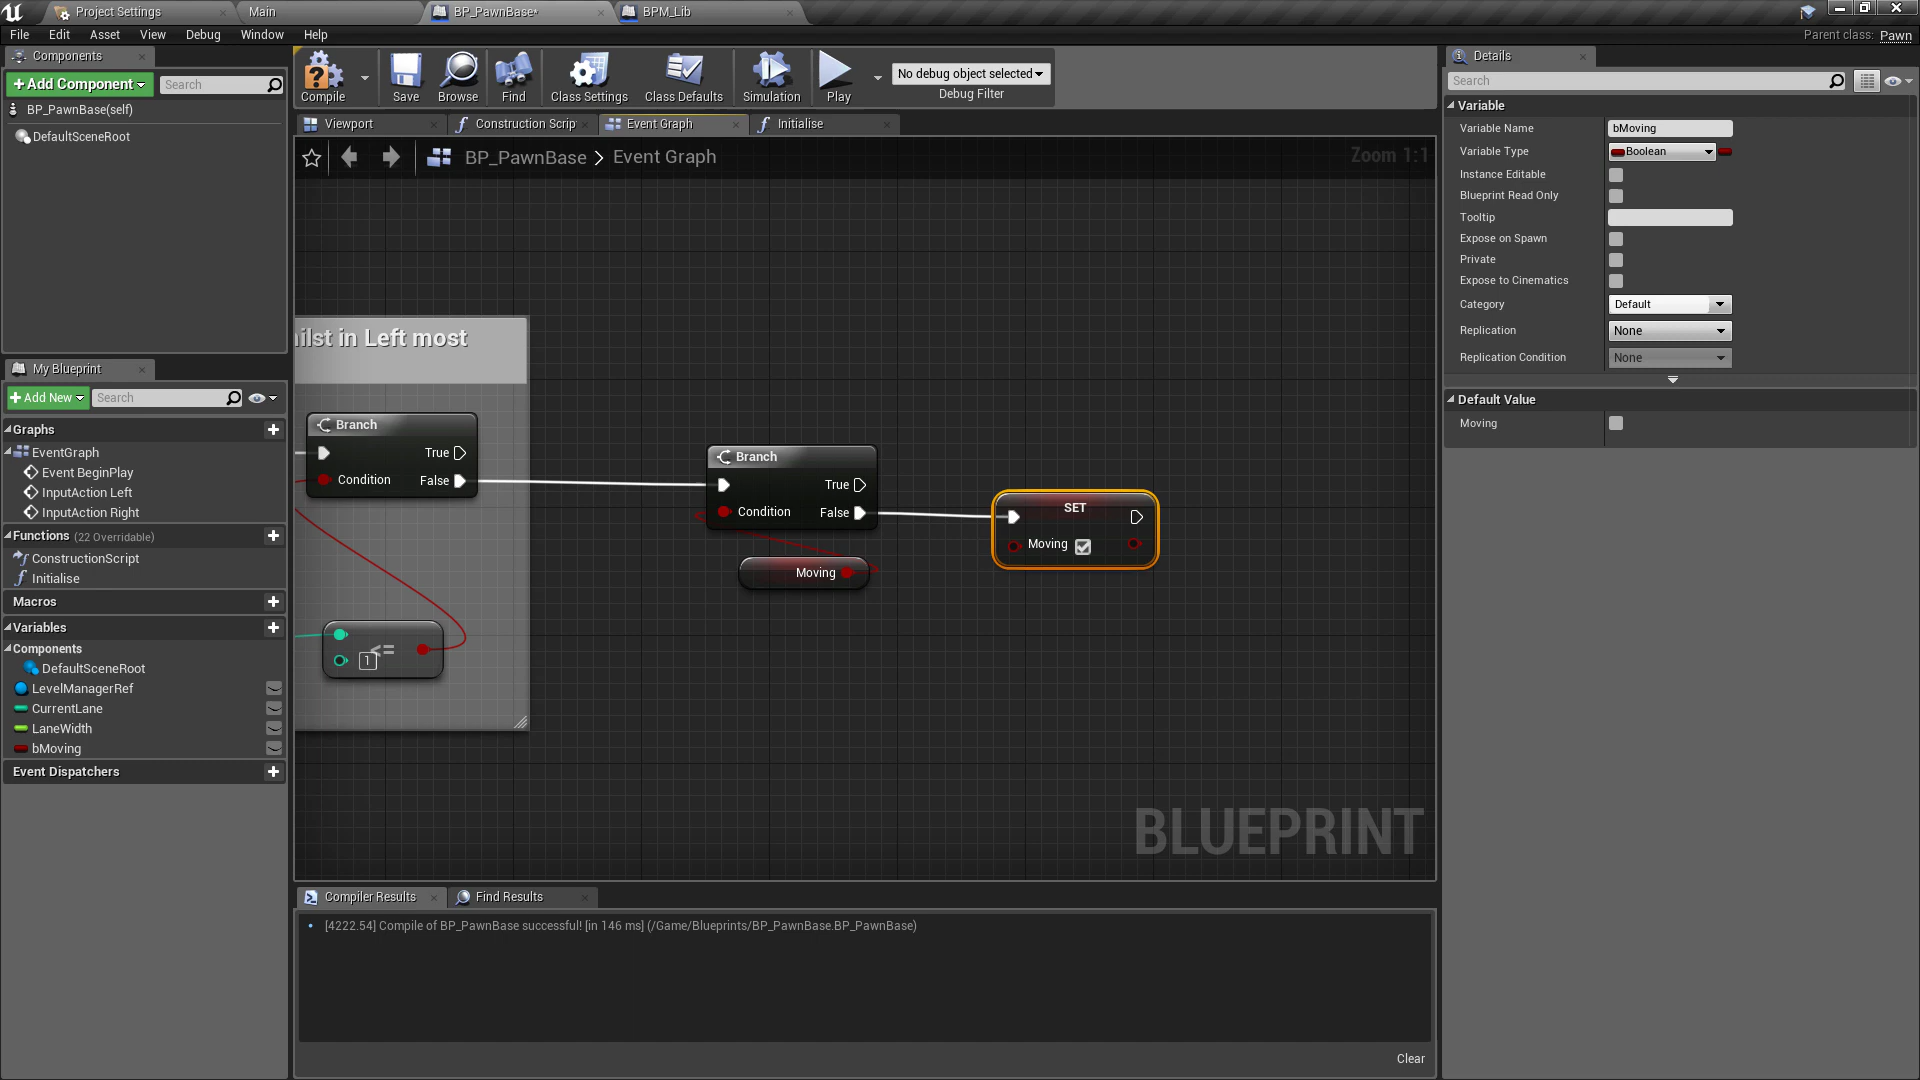 Project Settings
Main
BP_PawnBase*
BPM_Lib
File Edit Asset View Debug Window Help
Parent class: Pawn
Components
+Add Component
Search
BP_PawnBase(self)
DefaultSceneRoot
My Blueprint
+Add New
Search
Graphs
EventGraph
Event BeginPlay
InputAction Left
InputAction Right
Functions (22 Overridable)
ConstructionScript
Initialise
Macros
Variables
Components
DefaultSceneRoot
LevelManagerRef
CurrentLane
LaneWidth
bMoving
Event Dispatchers
Compile
Save
Browse
Find
Class Settings
Class Defaults
Simulation
Play
No debug object selected
Debug Filter
Viewport
Construction Scrip
Event Graph
Initialise
BP_PawnBase > Event Graph
Zoom 1:1
hilst in Left most
Branch
True
Condition
False
1
<=
Branch
True
Condition
False
Moving
SET
Moving
BLUEPRINT
Compiler Results
Find Results
[4222.54] Compile of BP_PawnBase successful! [in 146 ms] (/Game/Blueprints/BP_PawnBase.BP_PawnBase)
Clear
Details
Search
Variable
Variable Name bMoving
Variable Type Boolean
Instance Editable
Blueprint Read Only
Tooltip
Expose on Spawn
Private
Expose to Cinematics
Category Default
Replication None
Replication Condition None
Default Value
Moving